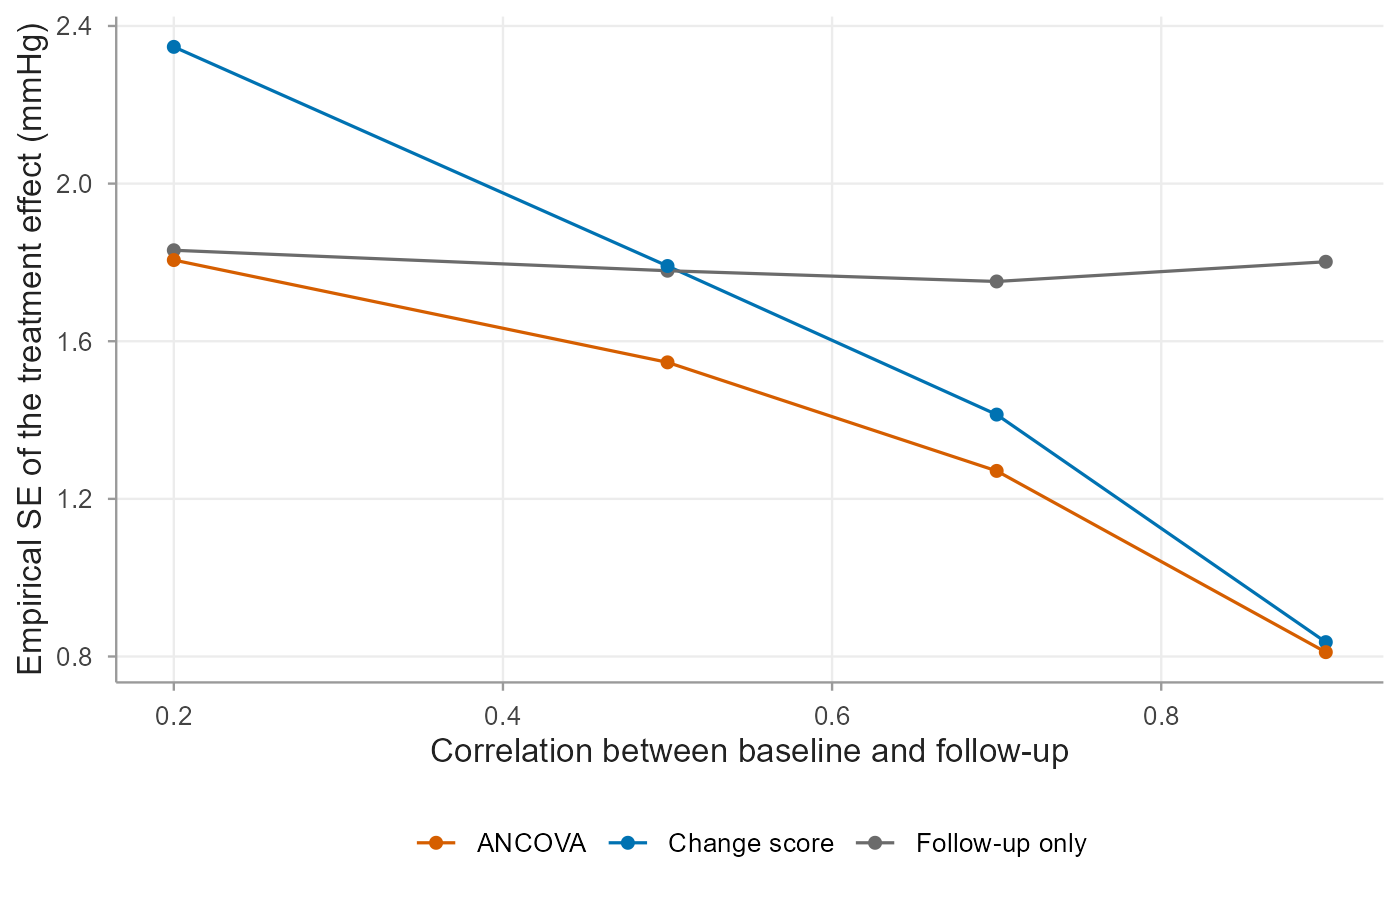 Empirical SE of the treatment effect (mmHg)
2.4
2.0
1.6
1.2
0.8
0.2 0.4 0.6 0.8
Correlation between baseline and follow-up
ANCOVA Change score Follow-up only